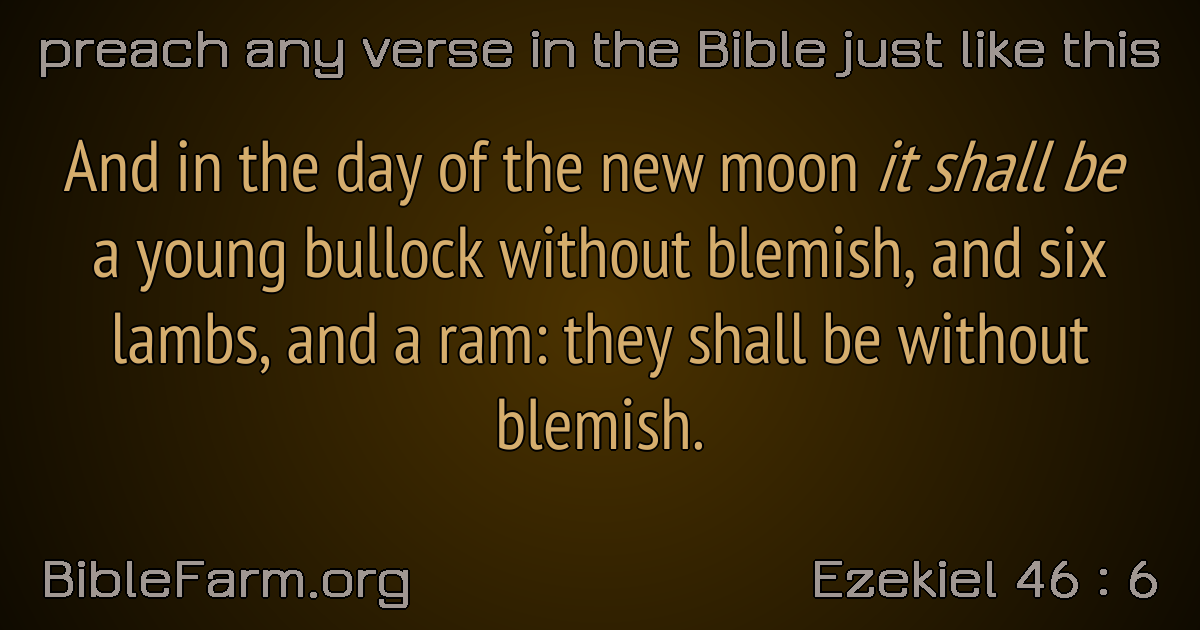 preach any verse in the Bible just like this
And in the day of the new moon it shall be
a young bullock without blemish, and six
lambs, and a ram: they shall be without
blemish.
BibleFarm.org
Ezekiel 46 : 6